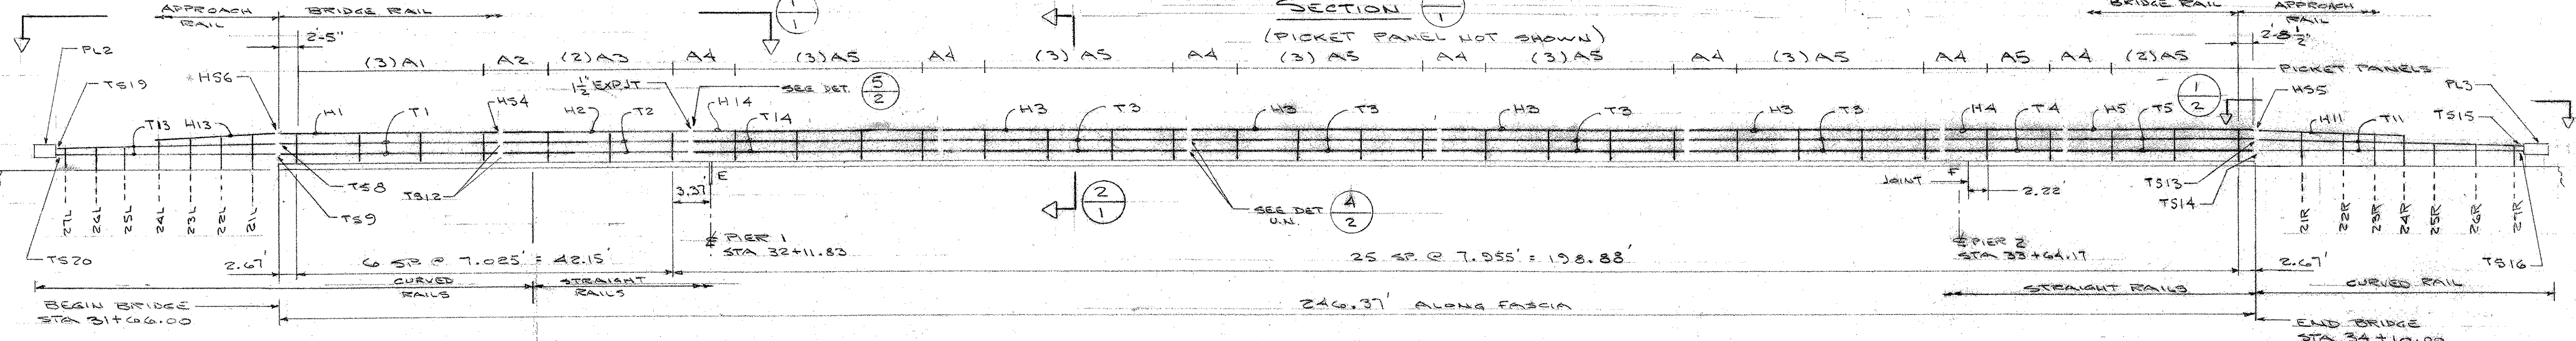 APPROACH
RAIL
BRIDGE RAIL
1
1
SECTION
1
(PICKET PANEL NOT SHOWN)
BRIDGE RAIL
APPROACH
RAIL
2'-5"
2'-8½"
(3)A1 A2 (2)A3 A4 (3)A5 A4 (3)A5 A4 (3)A5 A4 (3)A5 A4 (3)A5 A4 A5 A4 (2)A5
PL2
TS19
HS6
1½" EXP.JT
SEE DET.
5
2
PICKET PANELS
HS5
PL3
1
2
T13 H13 H1 T1 HS4 H2 T2 H14 T14 H3 T3 H3 T3 H3 T3 H3 T3 H4 T4 H5 T5 H11 T11 TS15
TS8
TS9
TS12
3.37'
E
2
1
SEE DET
U.N.
4
2
JOINT
F
2.22'
TS13
TS14
27L 26L 25L 24L 23L 22L 21L
21R 22R 23R 24R 25R 26R 27R
TS20
2.67'
6 SP. @ 7.025' = 42.15'
℄ PIER 1
STA 32+11.83
25 SP. @ 7.955' = 198.88'
℄ PIER 2
STA 33+64.17
2.67'
TS16
CURVED
RAILS
STRAIGHT
RAILS
STRAIGHT RAILS
CURVED RAIL
BEGIN BRIDGE
STA 31+66.00
246.37' ALONG FASCIA
END BRIDGE